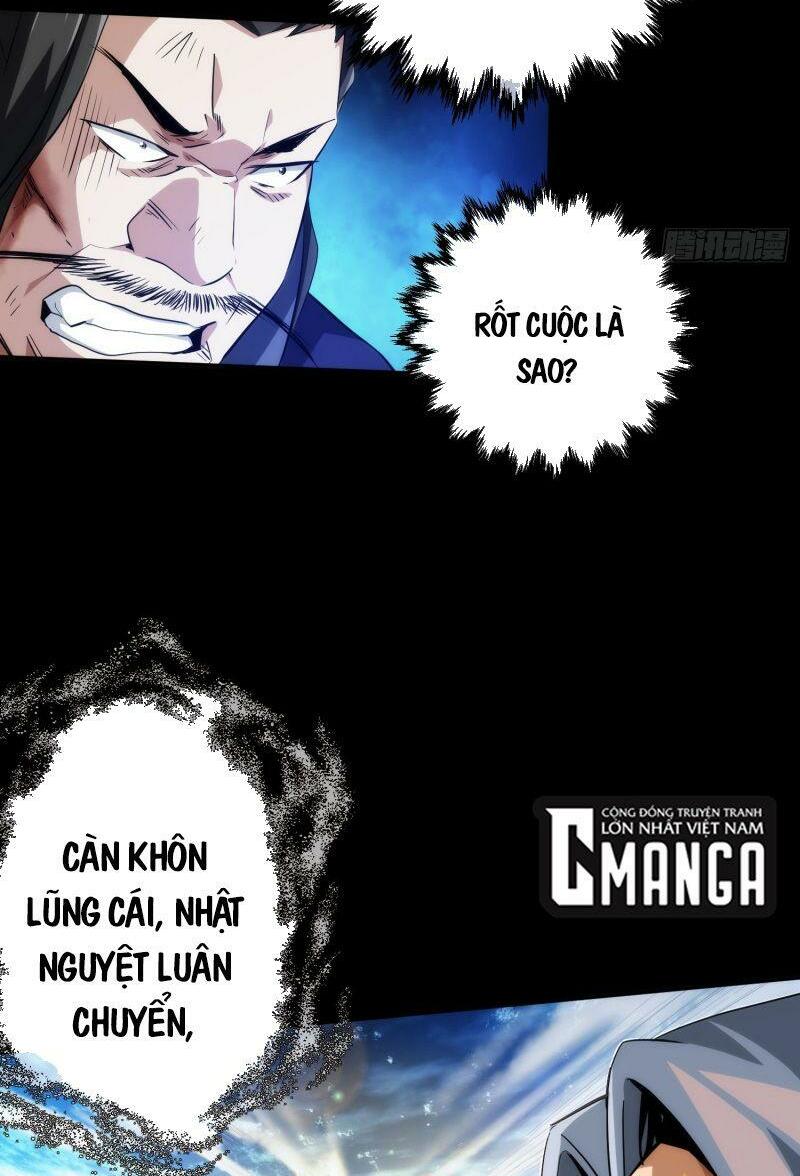 腾讯动漫
RỐT CUỘC LÀ
SAO?
CỘNG ĐỒNG TRUYỆN TRANH
LỚN NHẤT VIỆT NAM
CMANGA
CÀN KHÔN
LŨNG CÁI, NHẬT
NGUYỆT LUÂN
CHUYỂN,